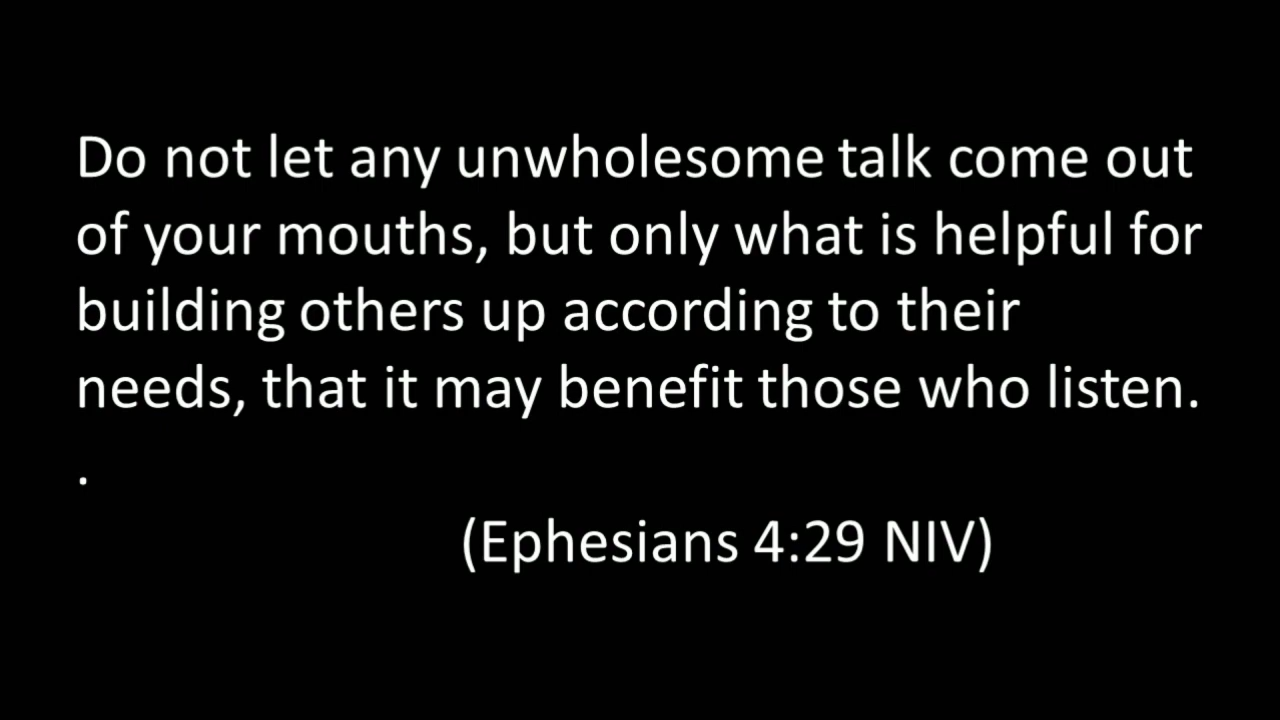 Do not let any unwholesome talk come out
of your mouths, but only what is helpful for
building others up according to their
needs, that it may benefit those who listen.
.
(Ephesians 4:29 NIV)